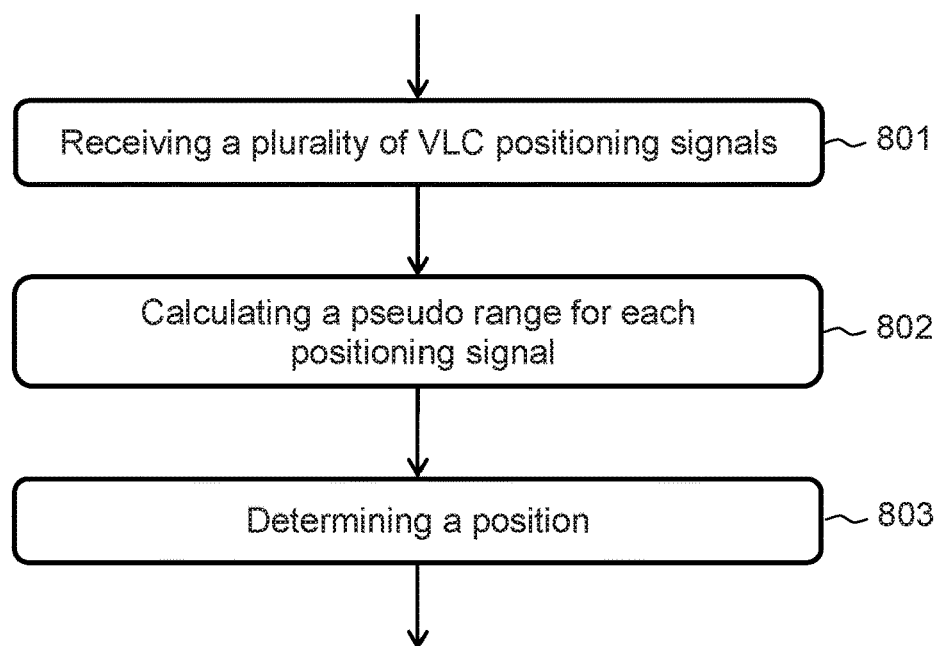 Receiving a plurality of VLC positioning signals
801
Calculating a pseudo range for each
positioning signal
802
Determining a position
803